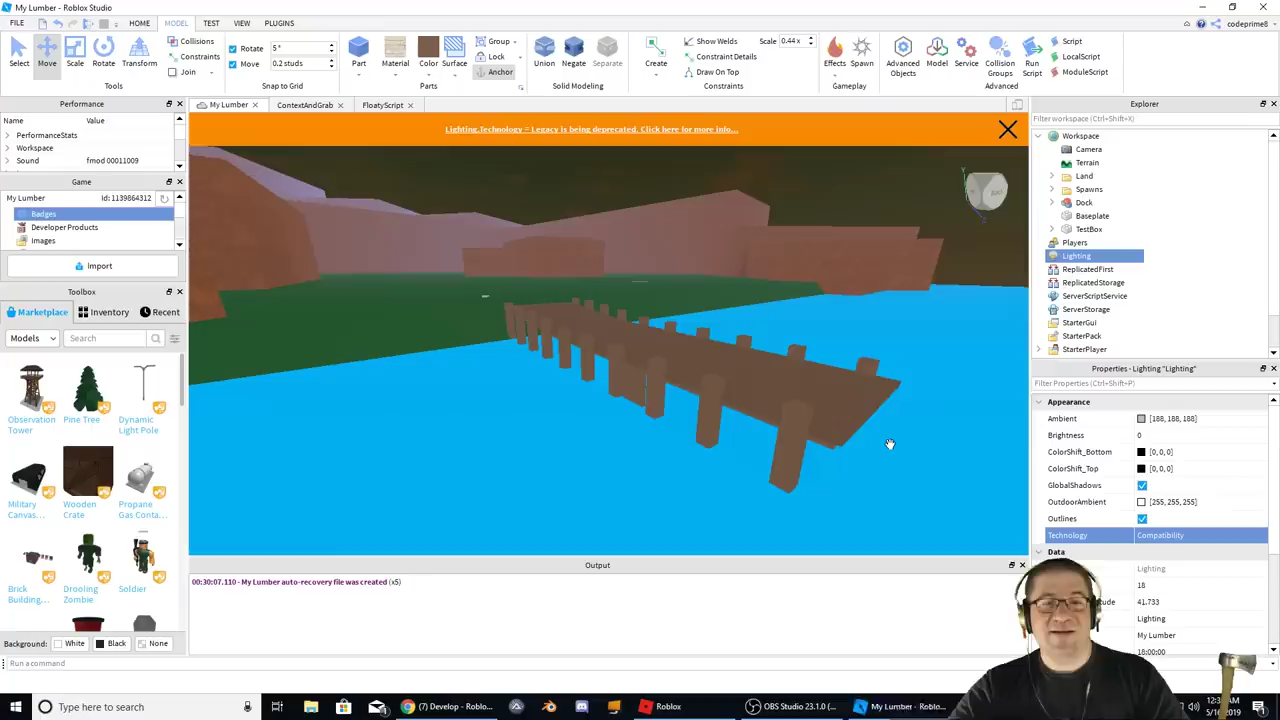 My Lumber - Roblox Studio
FILE HOME MODEL TEST VIEW PLUGINS codeprime8
Select Move Scale Rotate Transform
Collisions
Constraints
Join
Tools
Rotate 5°
Move 0.2 studs
Snap to Grid
Part Material Color Surface
Group
Lock
Anchor
Parts
Union Negate Separate
Solid Modeling
Create
Show Welds
Constraint Details
Draw On Top
Scale 0.44 x
Constraints
Effects Spawn
Gameplay
Advanced Objects
Model
Service
Collision Groups
Run Script
Script
LocalScript
ModuleScript
Advanced
Performance
Name Value
PerformanceStats
Workspace
Sound fmod 00011009
Game
My Lumber Id: 1139864312
Badges
Developer Products
Images
Import
Toolbox
Marketplace Inventory Recent
Models Search
Observation Tower
Pine Tree
Dynamic Light Pole
Military Canvas...
Wooden Crate
Propane Gas Conta...
Brick Building...
Drooling Zombie
Soldier
Background: White Black None
Run a command
My Lumber ContextAndGrab FloatyScript
Lighting.Technology = Legacy is being deprecated. Click here for more info...
Output
00:30:07.110 - My Lumber auto-recovery file was created (x5)
Explorer
Filter workspace (Ctrl+Shift+X)
Workspace
Camera
Terrain
Land
Spawns
Dock
Baseplate
TestBox
Players
Lighting
ReplicatedFirst
ReplicatedStorage
ServerScriptService
ServerStorage
StarterGui
StarterPack
StarterPlayer
Properties - Lighting "Lighting"
Filter Properties (Ctrl+Shift+P)
Appearance
Ambient [188, 188, 188]
Brightness 0
ColorShift_Bottom [0, 0, 0]
ColorShift_Top [0, 0, 0]
GlobalShadows
OutdoorAmbient [255, 255, 255]
Outlines
Technology Compatibility
Data
Lighting
18
41.733
Lighting
My Lumber
18:00:00
Type here to search
(7) Develop - Roblo...
Roblox
OBS Studio 23.1.0 (...
My Lumber - Roblo...